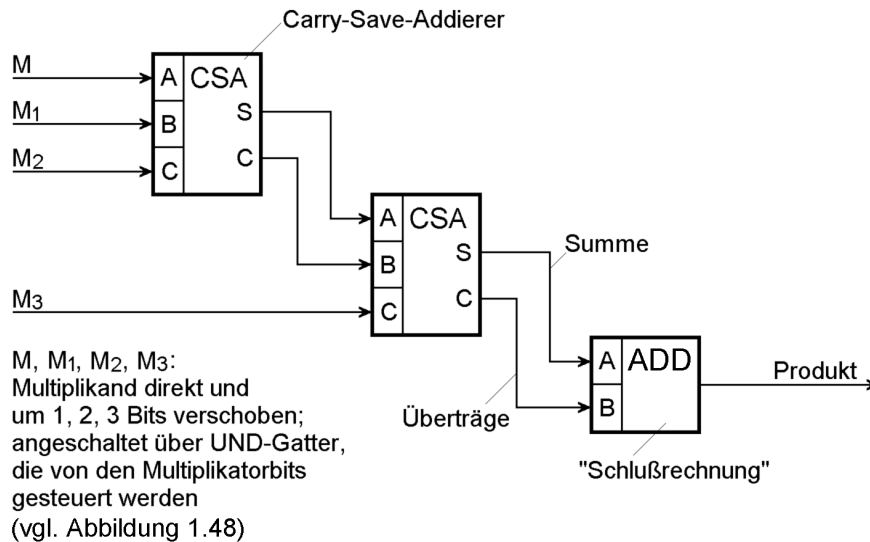 Carry-Save-Addierer
M
A
CSA
S
M1
B
C
M2
C
A
CSA
S
Summe
B
C
M3
C
M, M1, M2, M3:
Multiplikand direkt und
um 1, 2, 3 Bits verschoben;
angeschaltet über UND-Gatter,
die von den Multiplikatorbits
gesteuert werden
(vgl. Abbildung 1.48)
Überträge
A
ADD
Produkt
B
"Schlußrechnung"